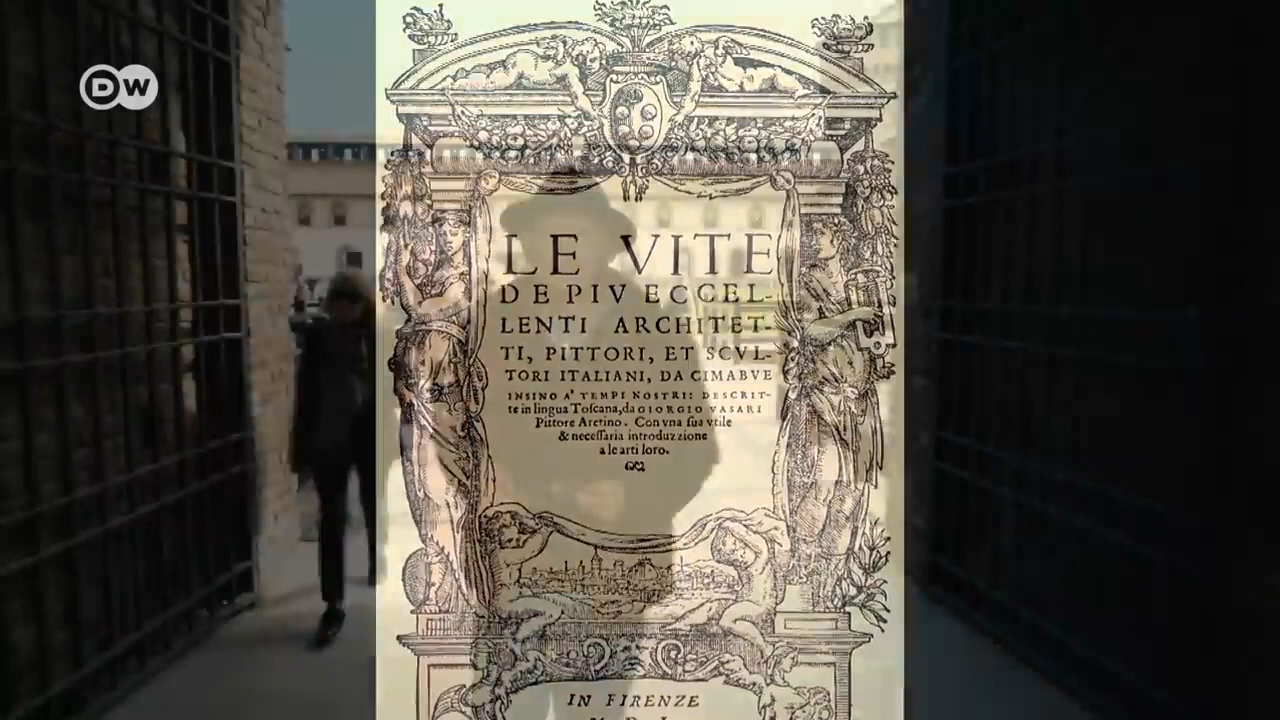 DW
LE VITE
DE PIV ECCEL-
LENTI ARCHITET-
TI, PITTORI, ET SCVL-
TORI ITALIANI, DA CIMABVE
INSINO A' TEMPI NOSTRI: DESCRIT-
te in lingua Toscana, da GIORGIO VASARI
Pittore Aretino. Con vna sua vtile
& necessaria introduzzione
a le arti loro.
IN FIRENZE